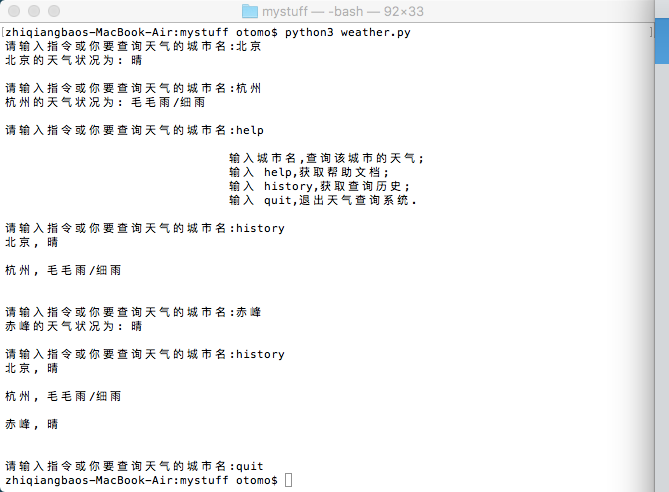 mystuff — -bash — 92×33
[zhiqiangbaos-MacBook-Air:mystuff otomo$ python3 weather.py ]
请输入指令或你要查询天气的城市名:北京
北京的天气状况为: 晴
请输入指令或你要查询天气的城市名:杭州
杭州的天气状况为: 毛毛雨/细雨
请输入指令或你要查询天气的城市名:help
输入城市名,查询该城市的天气;
输入 help,获取帮助文档;
输入 history,获取查询历史;
输入 quit,退出天气查询系统.
请输入指令或你要查询天气的城市名:history
北京, 晴
杭州, 毛毛雨/细雨
请输入指令或你要查询天气的城市名:赤峰
赤峰的天气状况为: 晴
请输入指令或你要查询天气的城市名:history
北京, 晴
杭州, 毛毛雨/细雨
赤峰, 晴
请输入指令或你要查询天气的城市名:quit
zhiqiangbaos-MacBook-Air:mystuff otomo$